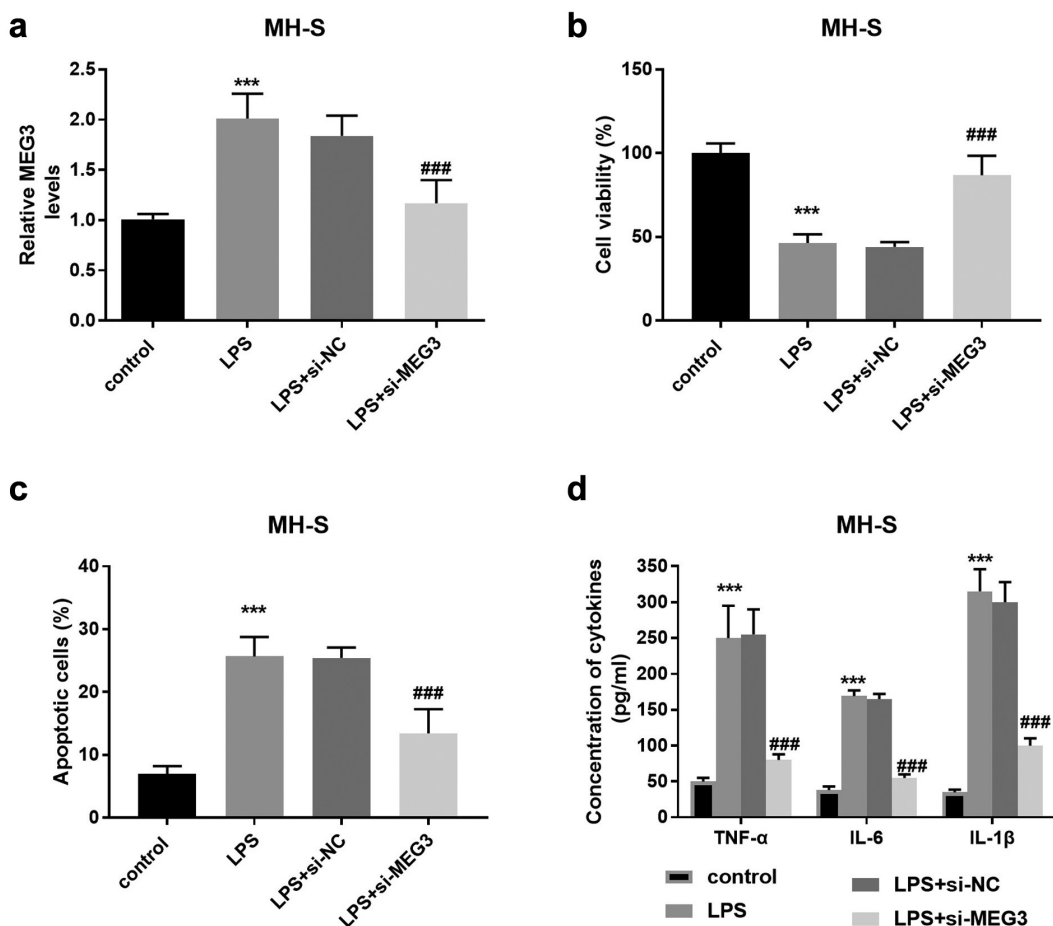 a
MH-S
Relative MEG3
levels
2.5
2.0
1.5
1.0
0.5
0.0
***
###
control
LPS
LPS+si-NC
LPS+si-MEG3
b
MH-S
Cell viability (%)
150
100
50
0
***
###
control
LPS
LPS+si-NC
LPS+si-MEG3
c
MH-S
Apoptotic cells (%)
40
30
20
10
0
***
###
control
LPS
LPS+si-NC
LPS+si-MEG3
d
MH-S
Concentration of cytokines
(pg/ml)
350
300
250
200
150
100
50
0
***
###
***
###
***
###
TNF-α
IL-6
IL-1β
control
LPS
LPS+si-NC
LPS+si-MEG3